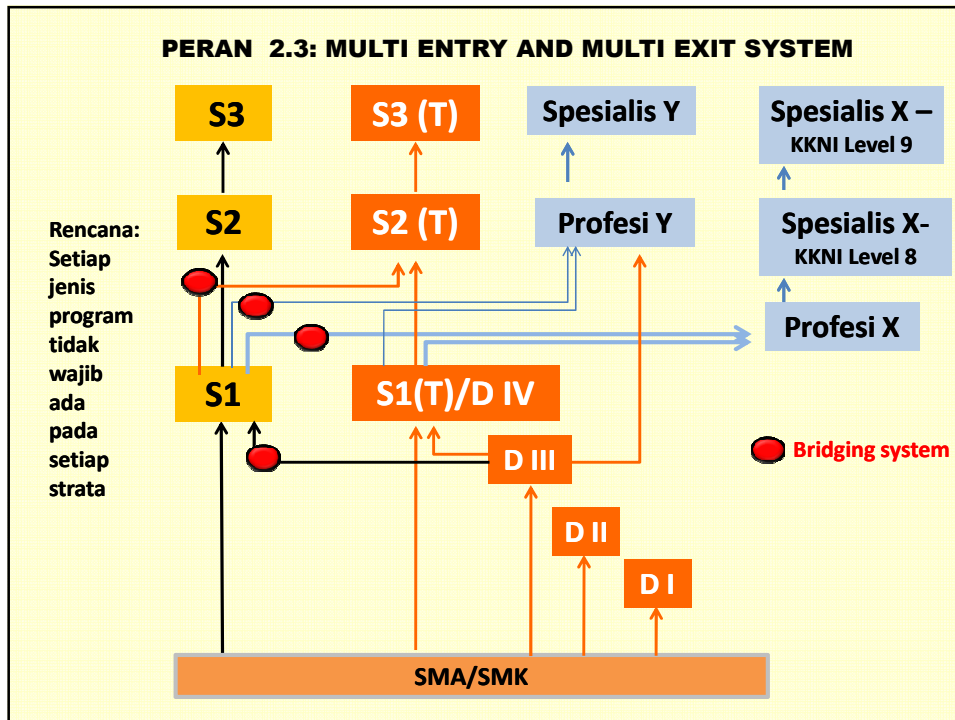 PERAN  2.3: MULTI ENTRY AND MULTI EXIT SYSTEM
S3
S3 (T)
Spesialis Y
Spesialis X –
KKNI Level 9
S2
S2 (T)
Profesi Y
Spesialis X-
KKNI Level 8
Rencana:
Setiap
jenis
program
tidak
wajib
ada
pada
setiap
strata
Profesi X
S1
S1(T)/D IV
D III
Bridging system
D II
D I
SMA/SMK